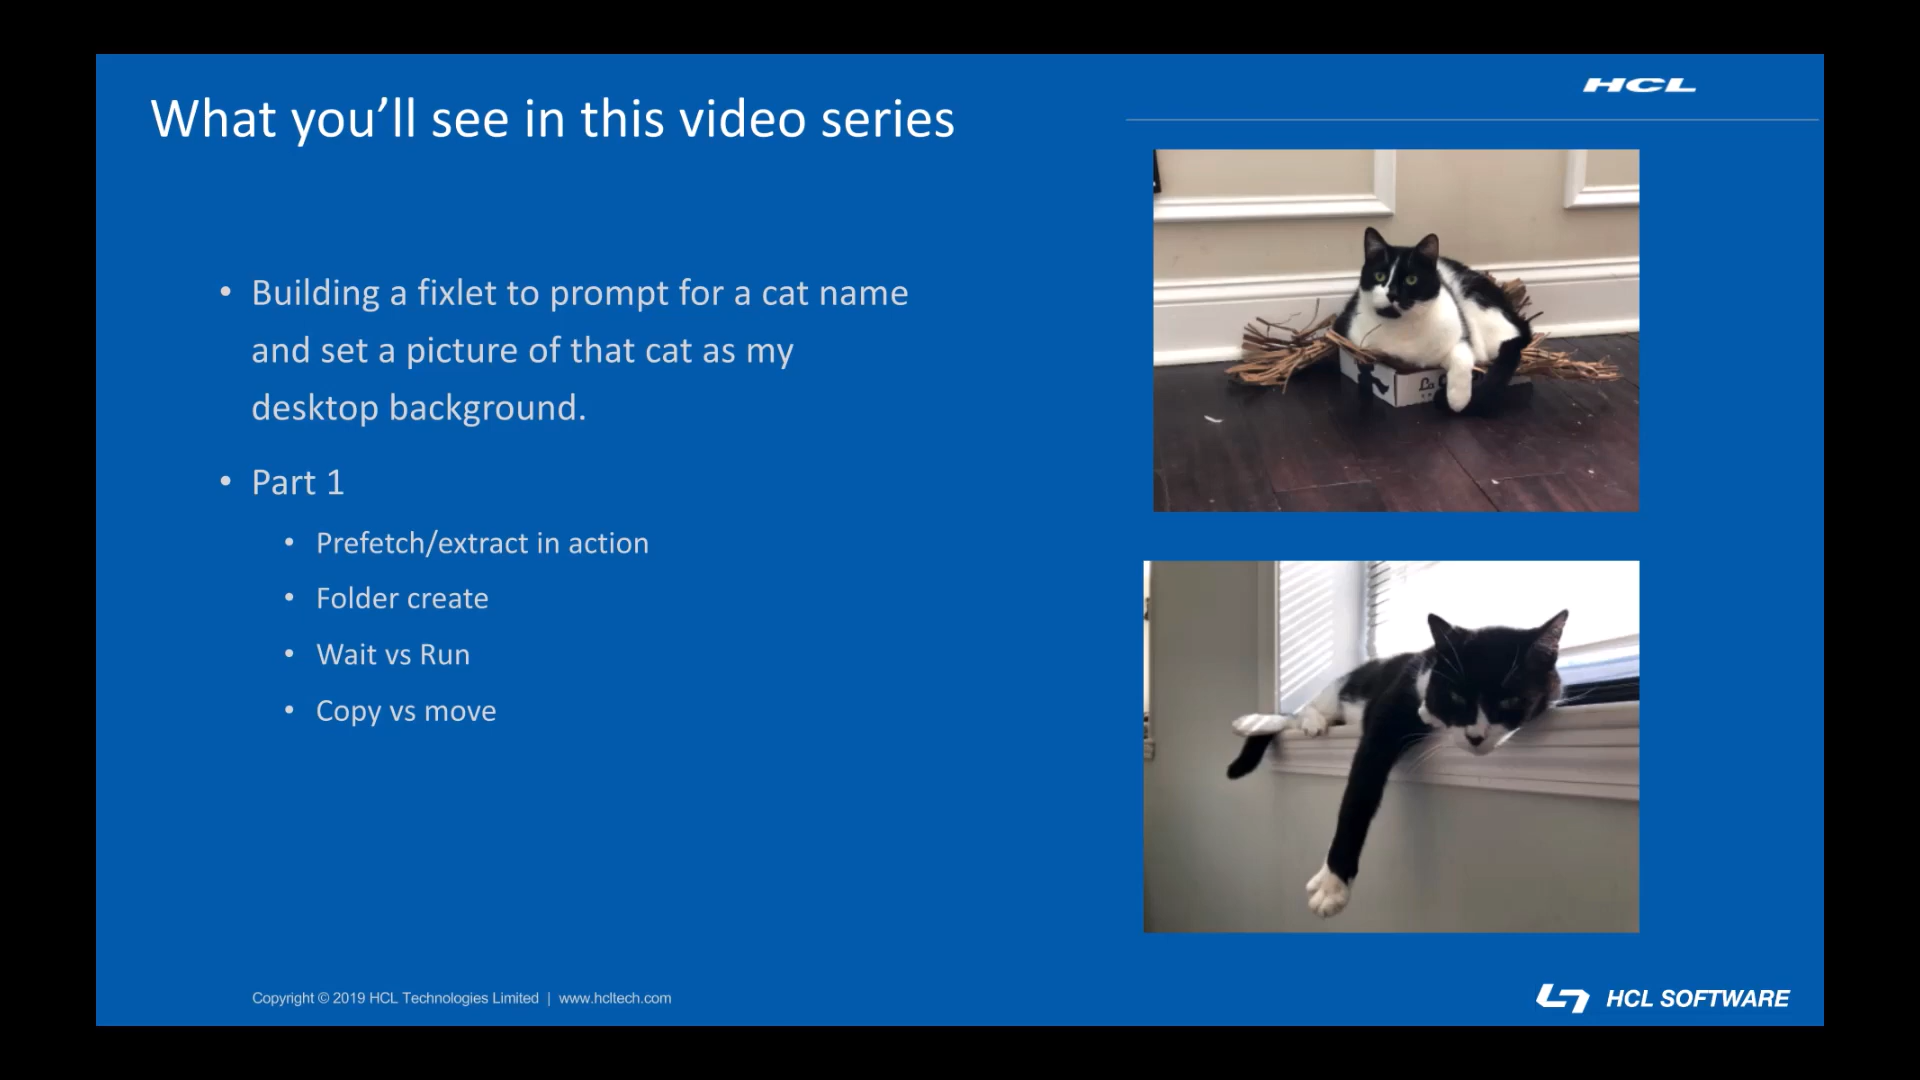 What you’ll see in this video series
HCL
• Building a fixlet to prompt for a cat name
and set a picture of that cat as my
desktop background.
• Part 1
• Prefetch/extract in action
• Folder create
• Wait vs Run
• Copy vs move
La
Copyright © 2019 HCL Technologies Limited | www.hcltech.com
HCL SOFTWARE